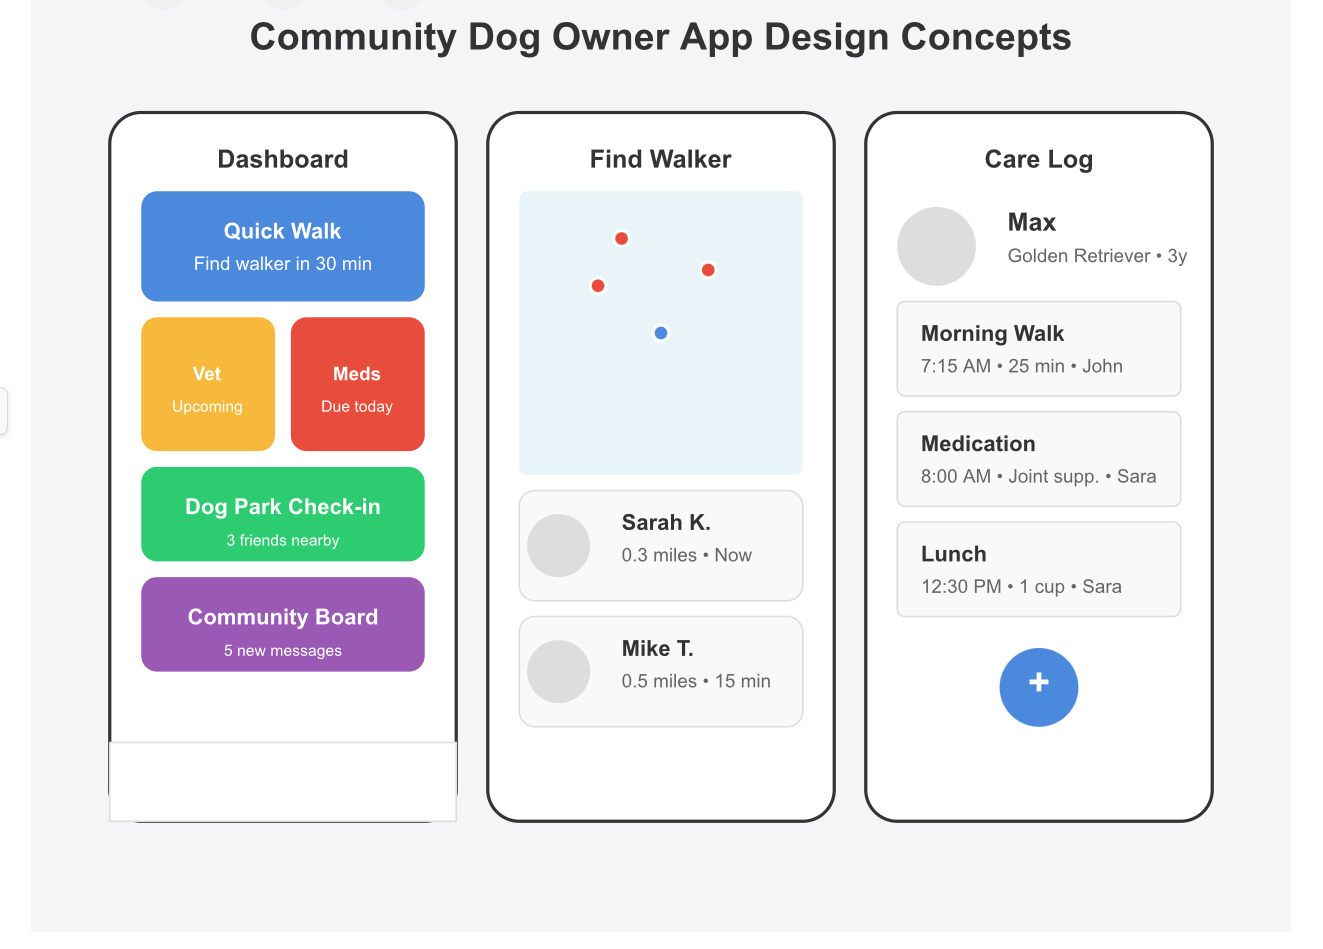 Community Dog Owner App Design Concepts
Dashboard
Quick Walk
Find walker in 30 min
Vet
Upcoming
Meds
Due today
Dog Park Check-in
3 friends nearby
Community Board
5 new messages
Find Walker
Sarah K.
0.3 miles • Now
Mike T.
0.5 miles • 15 min
Care Log
Max
Golden Retriever • 3y
Morning Walk
7:15 AM • 25 min • John
Medication
8:00 AM • Joint supp. • Sara
Lunch
12:30 PM • 1 cup • Sara
+